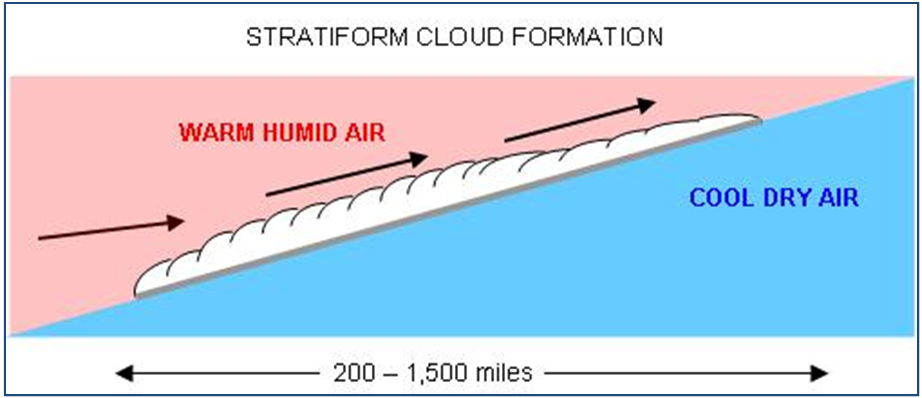 STRATIFORM CLOUD FORMATION
WARM HUMID AIR
COOL DRY AIR
200 – 1,500 miles